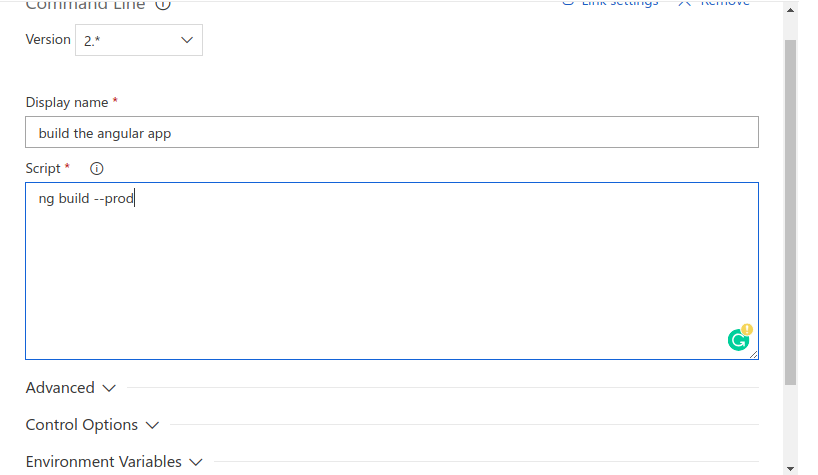 Command Line
Link settings
Remove
Version 2.*
Display name *
build the angular app
Script *
ng build --prod
Advanced
Control Options
Environment Variables